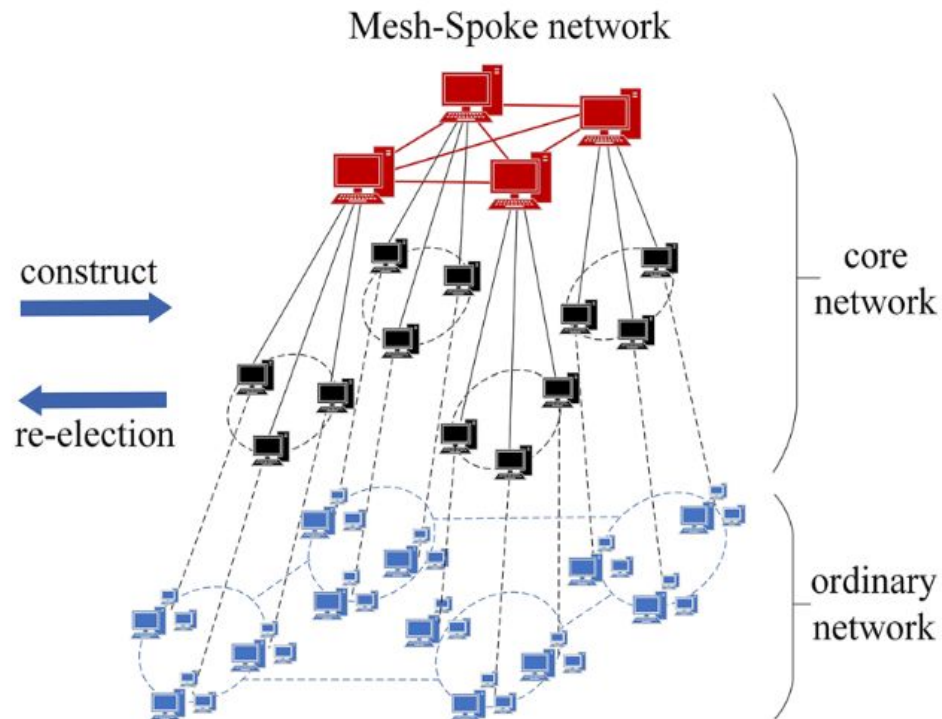 Mesh-Spoke network
construct
re-election
core
network
ordinary
network